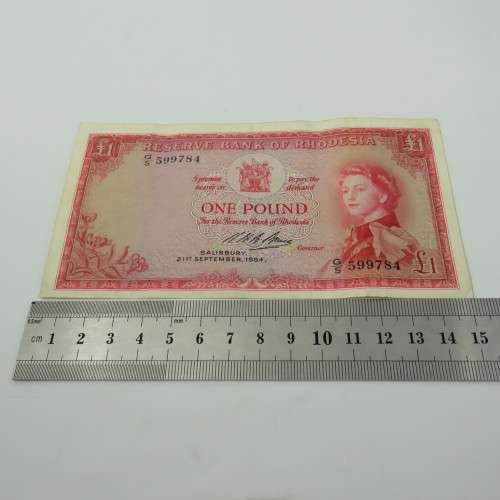 RESERVE BANK OF RHODESIA
£1 £1
G/5 599784
I promise to pay the
bearer on demand
ONE POUND
for the Reserve Bank of Rhodesia
Governor
SALISBURY,
21ST SEPTEMBER, 1964.
G/5 599784 £1
mm
cm 1 2 3 4 5 6 7 8 9 10 11 12 13 14 15